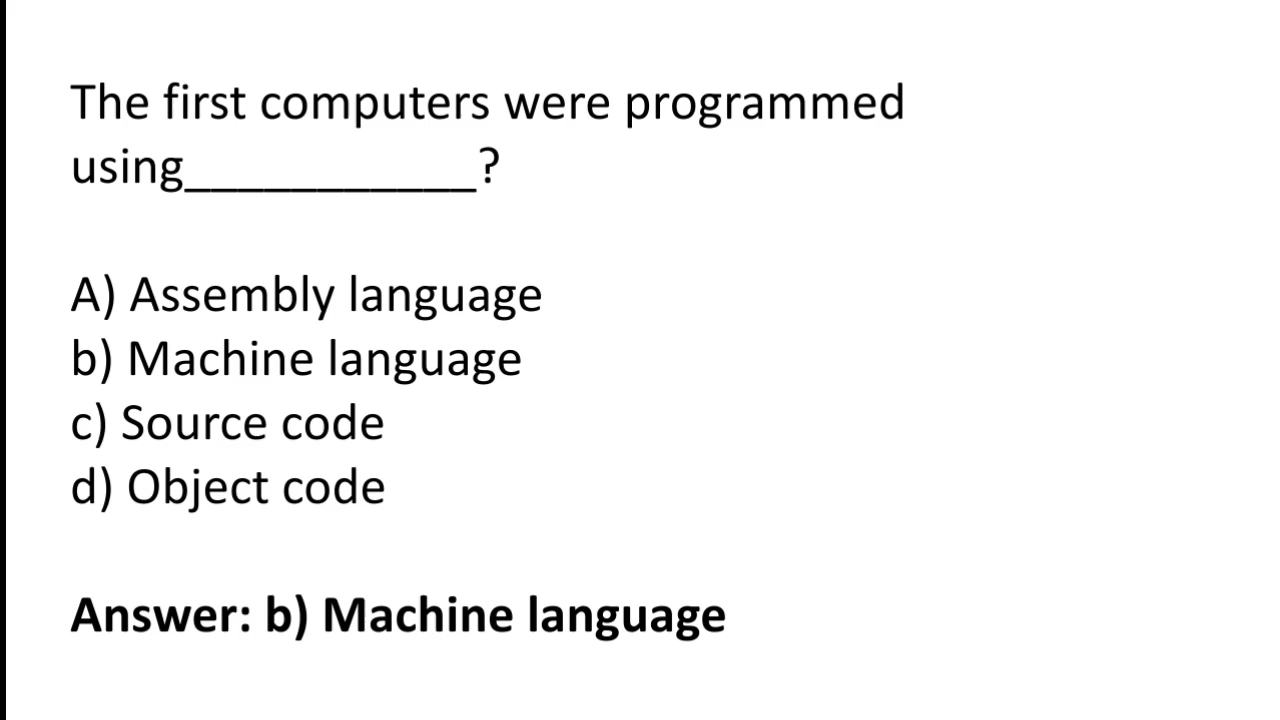 The first computers were programmed
using___________?
A) Assembly language
b) Machine language
c) Source code
d) Object code
Answer: b) Machine language